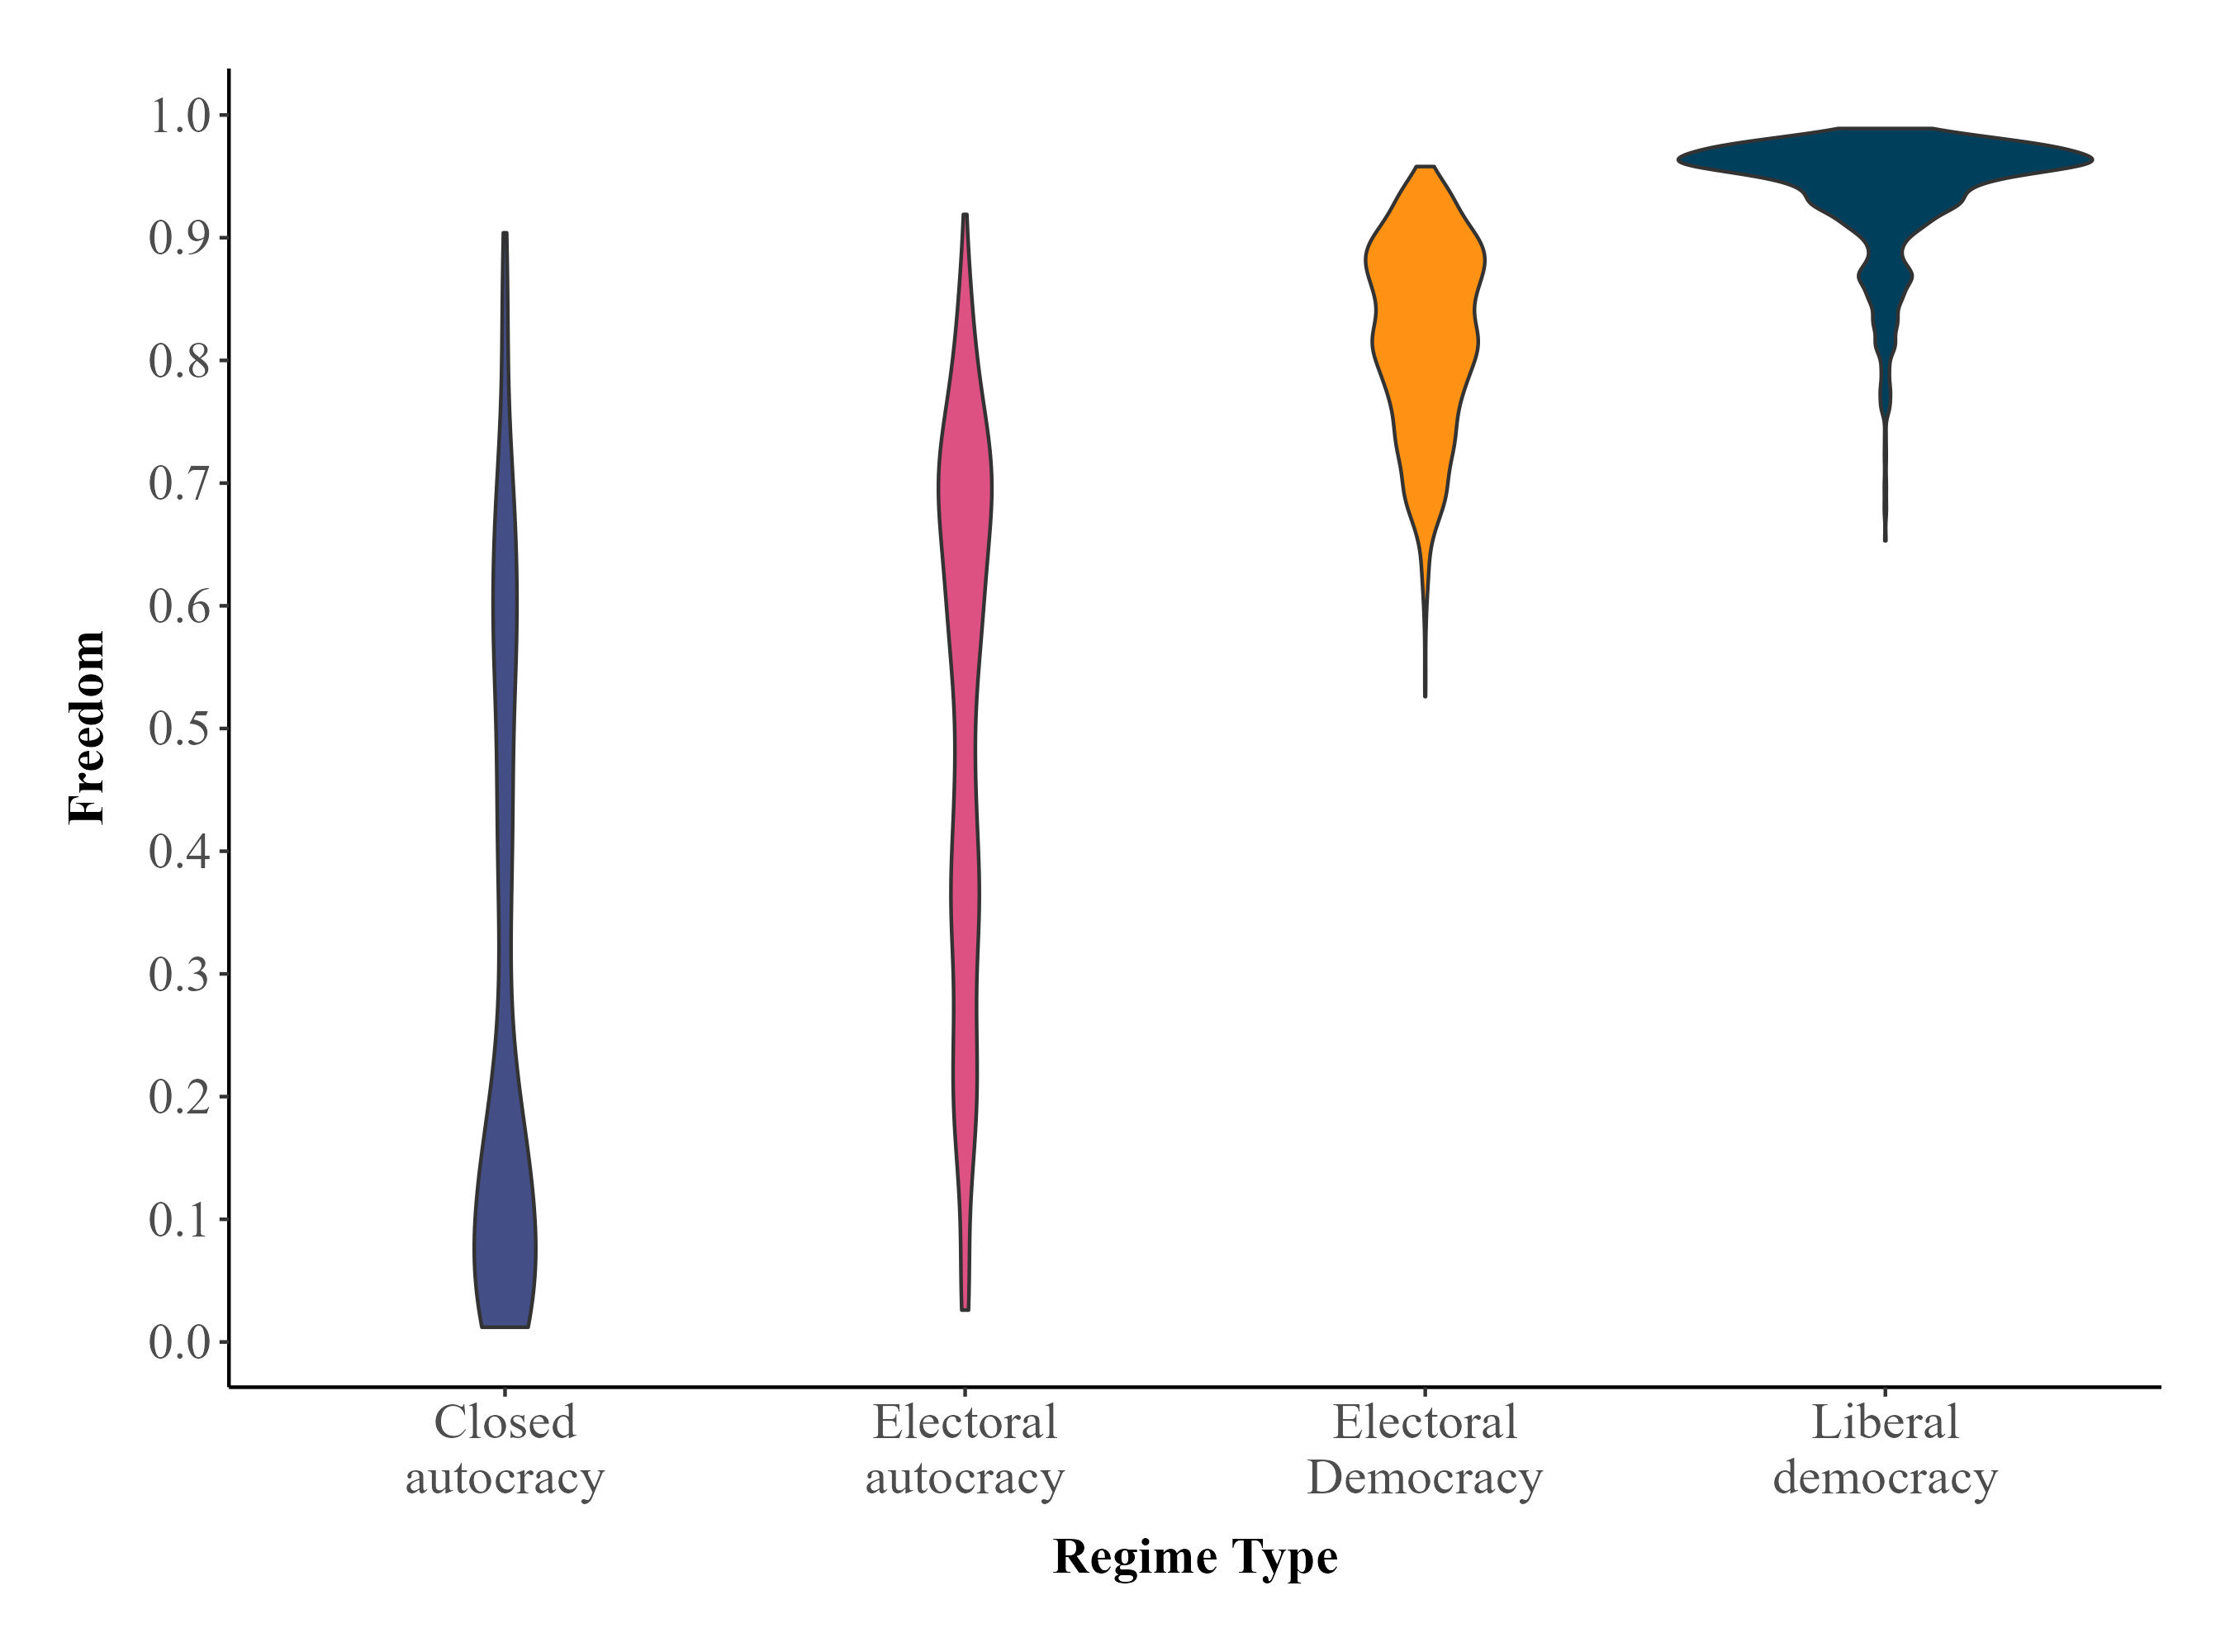 Freedom
1.0
0.9
0.8
0.7
0.6
0.5
0.4
0.3
0.2
0.1
0.0
Closed
autocracy
Electoral
autocracy
Electoral
Democracy
Liberal
democracy
Regime Type